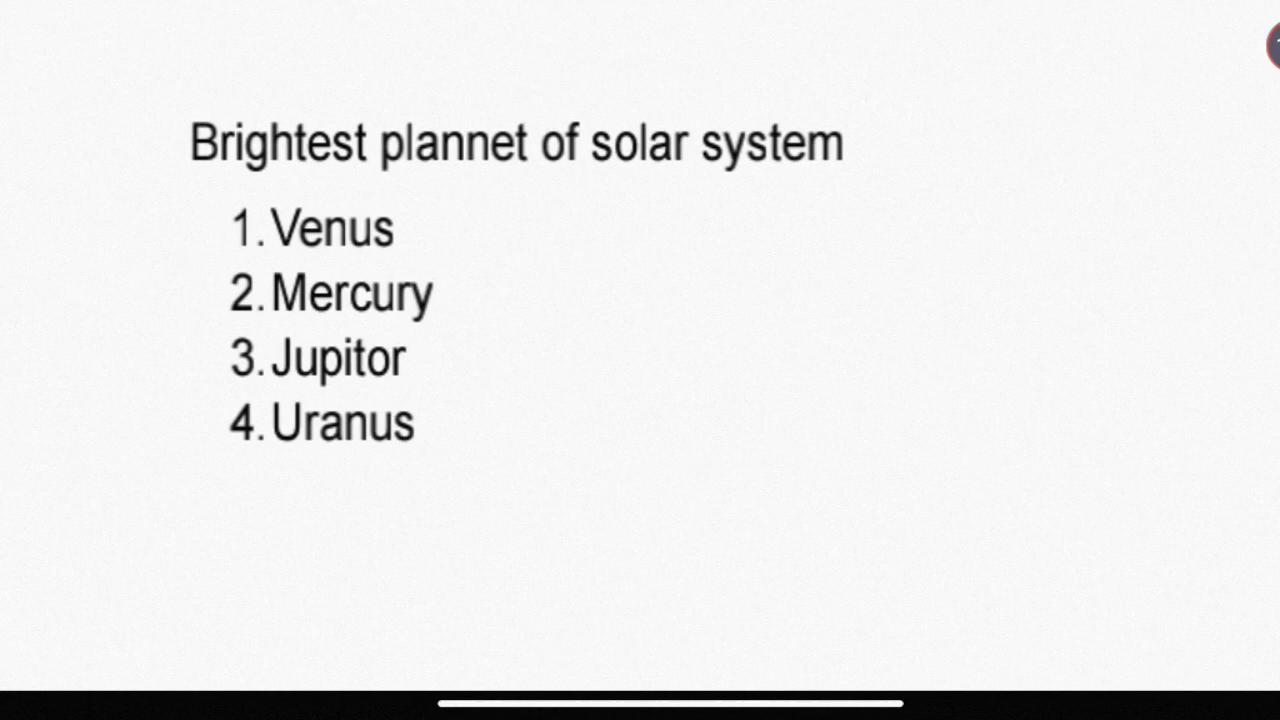 Brightest plannet of solar system
1. Venus
2. Mercury
3. Jupitor
4. Uranus